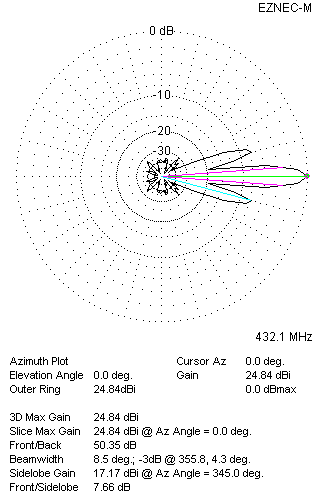 EZNEC-M
0 dB
-10
-20
-30
432.1 MHz
Azimuth Plot Cursor Az 0.0 deg.
Elevation Angle 0.0 deg. Gain 24.84 dBi
Outer Ring 24.84dBi 0.0 dBmax
3D Max Gain 24.84 dBi
Slice Max Gain 24.84 dBi @ Az Angle = 0.0 deg.
Front/Back 50.35 dB
Beamwidth 8.5 deg.; -3dB @ 355.8, 4.3 deg.
Sidelobe Gain 17.17 dBi @ Az Angle = 345.0 deg.
Front/Sidelobe 7.66 dB